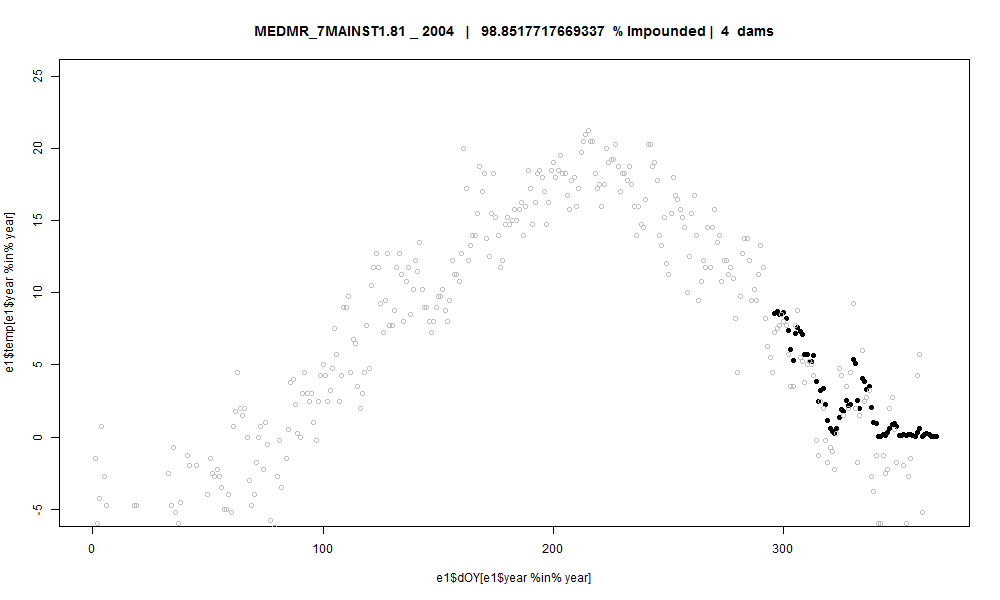 MEDMR_7MAINST1.81 _ 2004 | 98.8517717669337 % Impounded | 4 dams
25
20
15
10
5
0
-5
e1$temp[e1$year %in% year]
0 100 200 300
e1$dOY[e1$year %in% year]